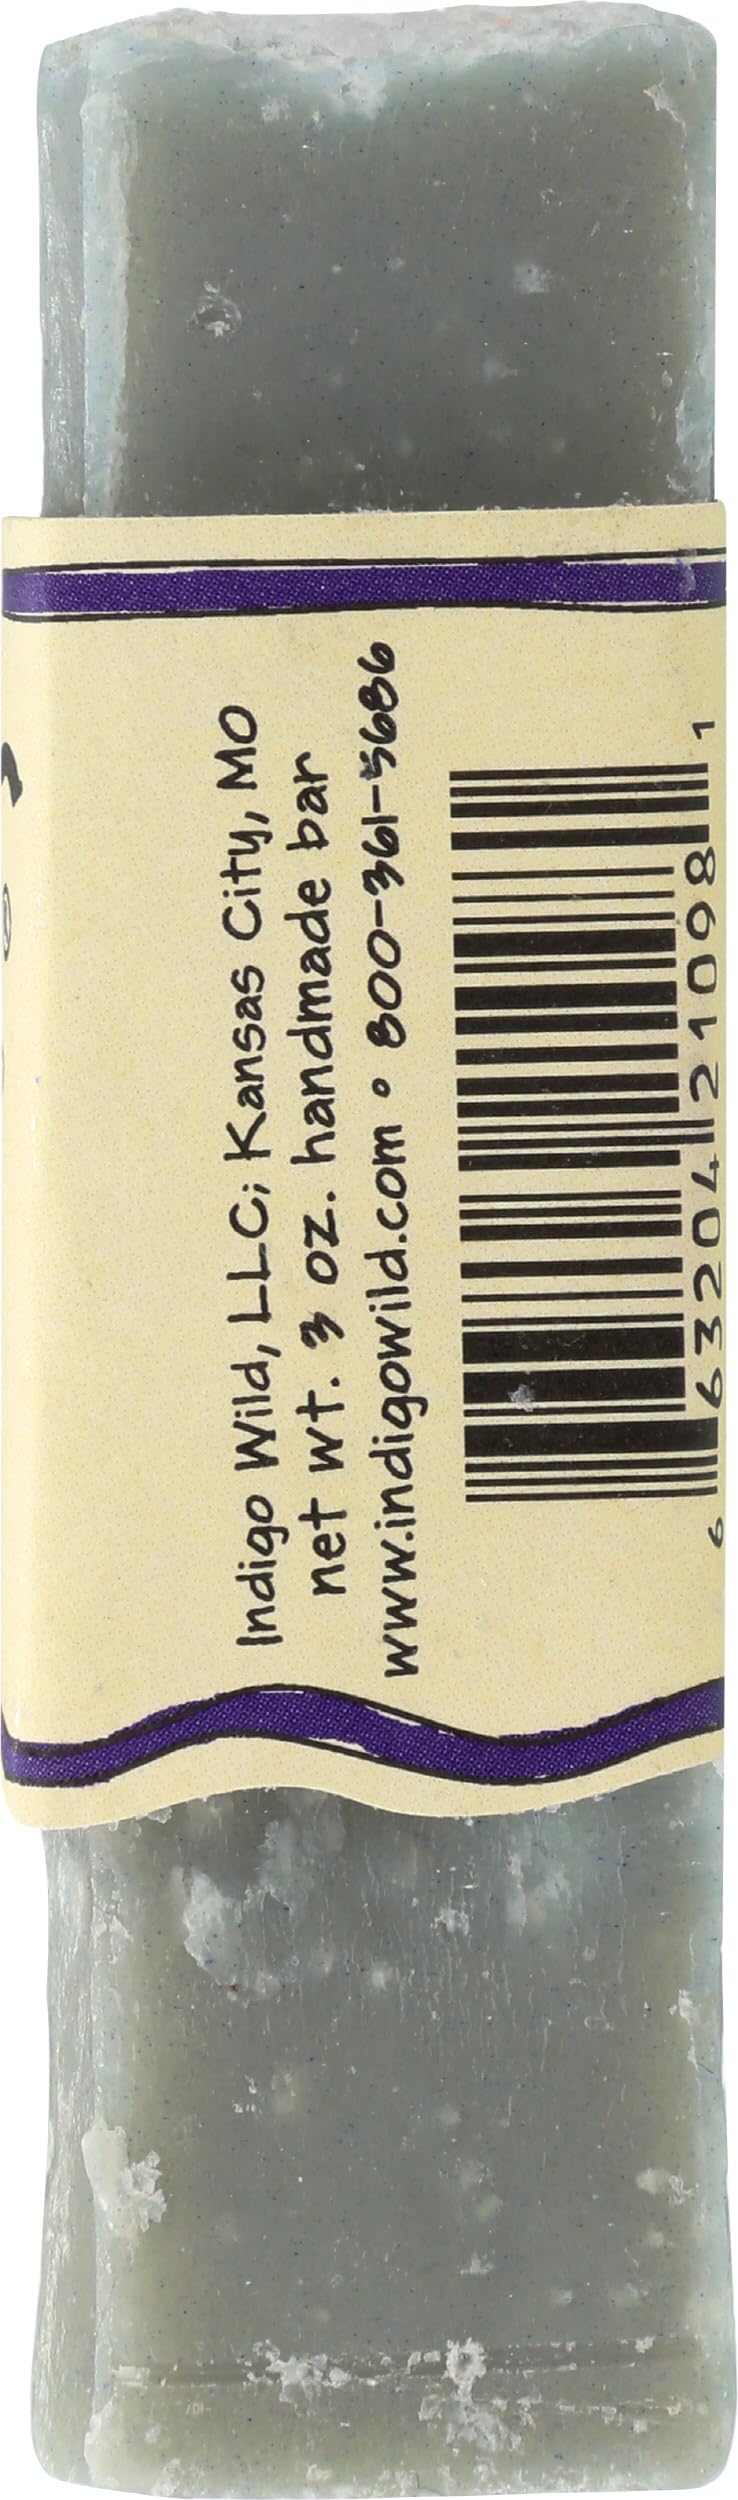 Indigo Wild, LLC; Kansas City, MO
net wt. 3 oz. handmade bar
www.indigowild.com • 800-361-5686
6 63204 21098 1
®